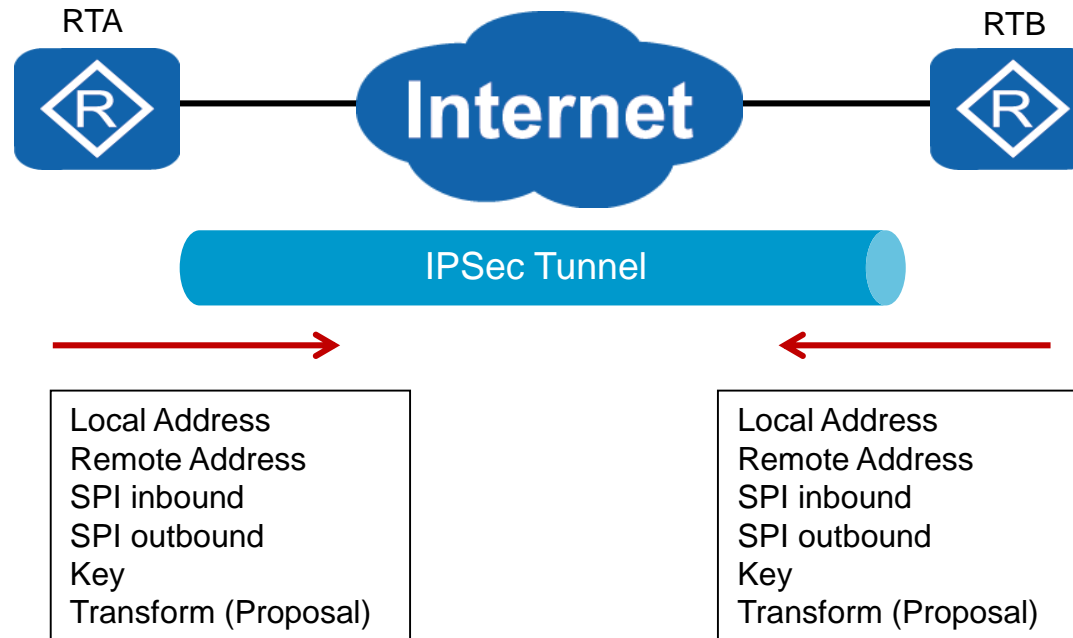 RTA
RTB
R
Internet
R
IPSec Tunnel
Local Address
Remote Address
SPI inbound
SPI outbound
Key
Transform (Proposal)
Local Address
Remote Address
SPI inbound
SPI outbound
Key
Transform (Proposal)